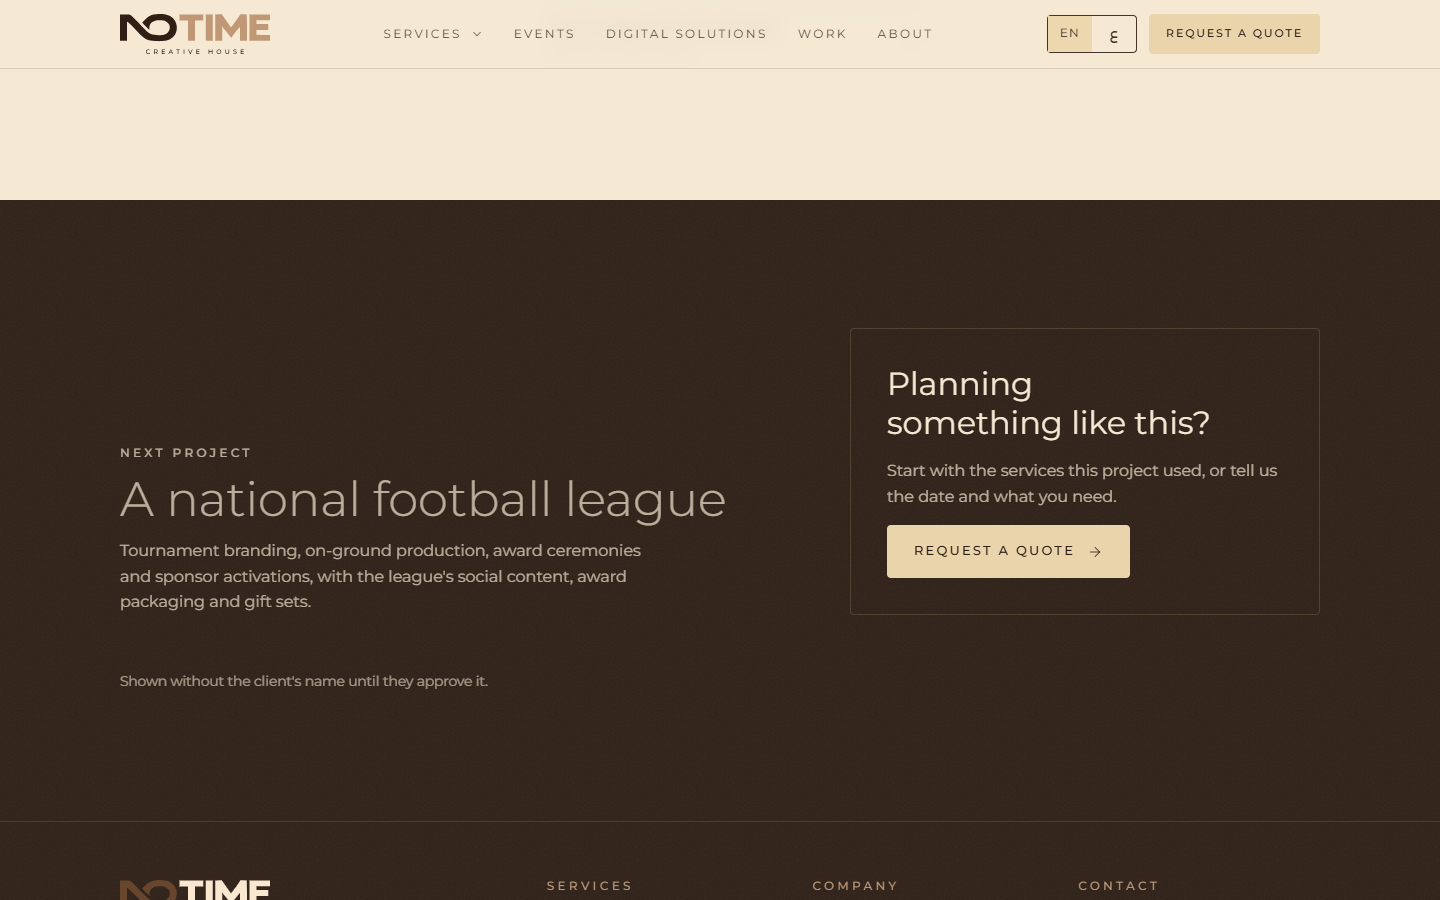 NOTIME
CREATIVE HOUSE
SERVICES
EVENTS
DIGITAL SOLUTIONS
WORK
ABOUT
EN
ع
REQUEST A QUOTE
NEXT PROJECT
A national football league
Tournament branding, on-ground production, award ceremonies
and sponsor activations, with the league's social content, award
packaging and gift sets.
Shown without the client's name until they approve it.
Planning
something like this?
Start with the services this project used, or tell us
the date and what you need.
REQUEST A QUOTE →
NOTIME
SERVICES
COMPANY
CONTACT